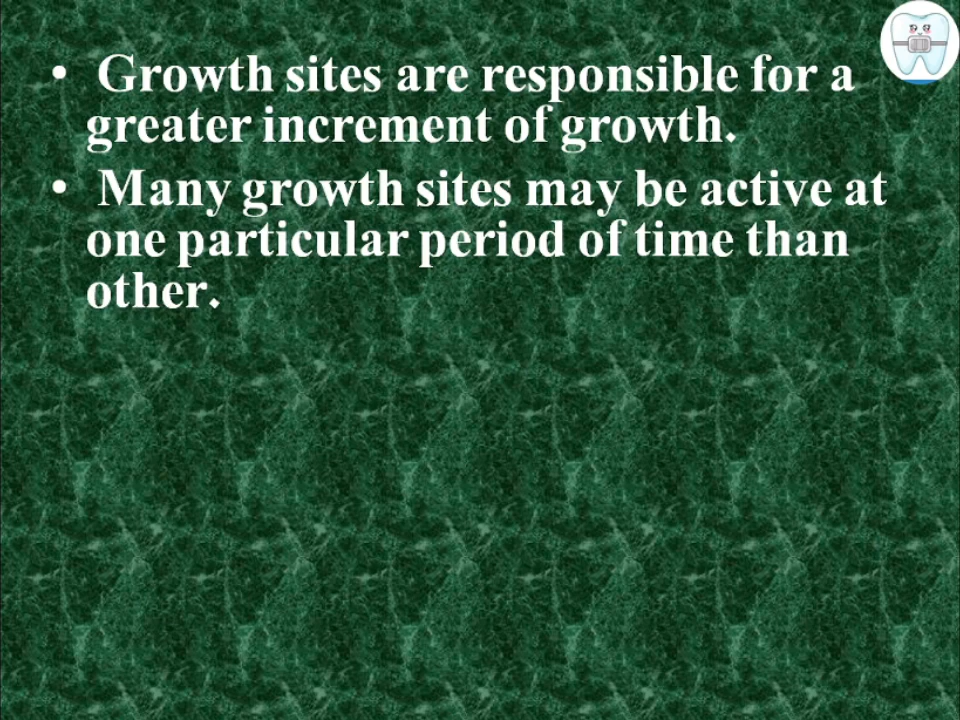 • Growth sites are responsible for a
greater increment of growth.
• Many growth sites may be active at
one particular period of time than
other.